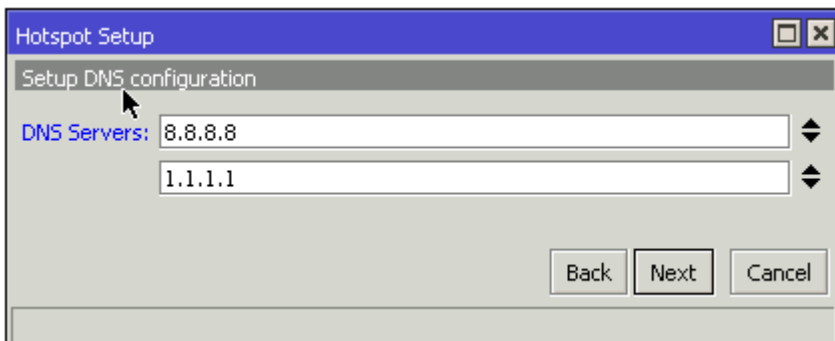 Hotspot Setup
Setup DNS configuration
DNS Servers: 8.8.8.8
1.1.1.1
Back Next Cancel